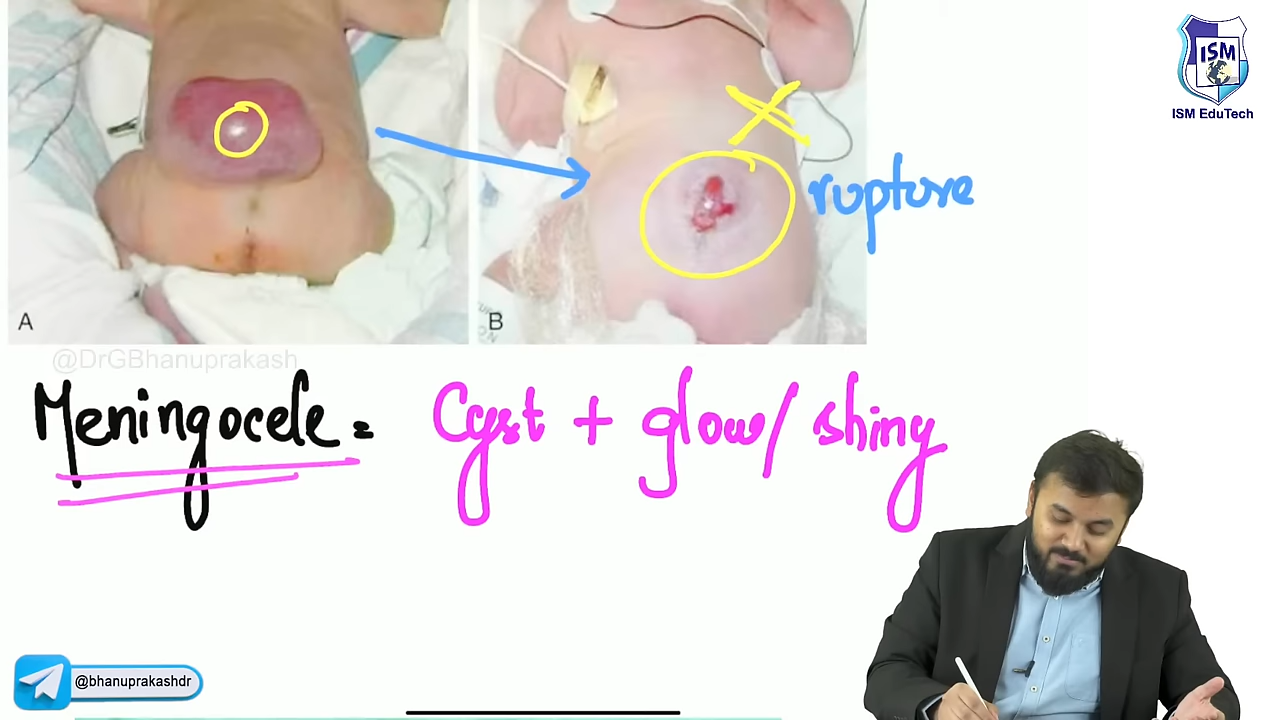 ISM
ISM EduTech
rupture
A
B
@DrGBhanuprakash
Meningocele = Cyst + glow/shiny
@bhanuprakashdr